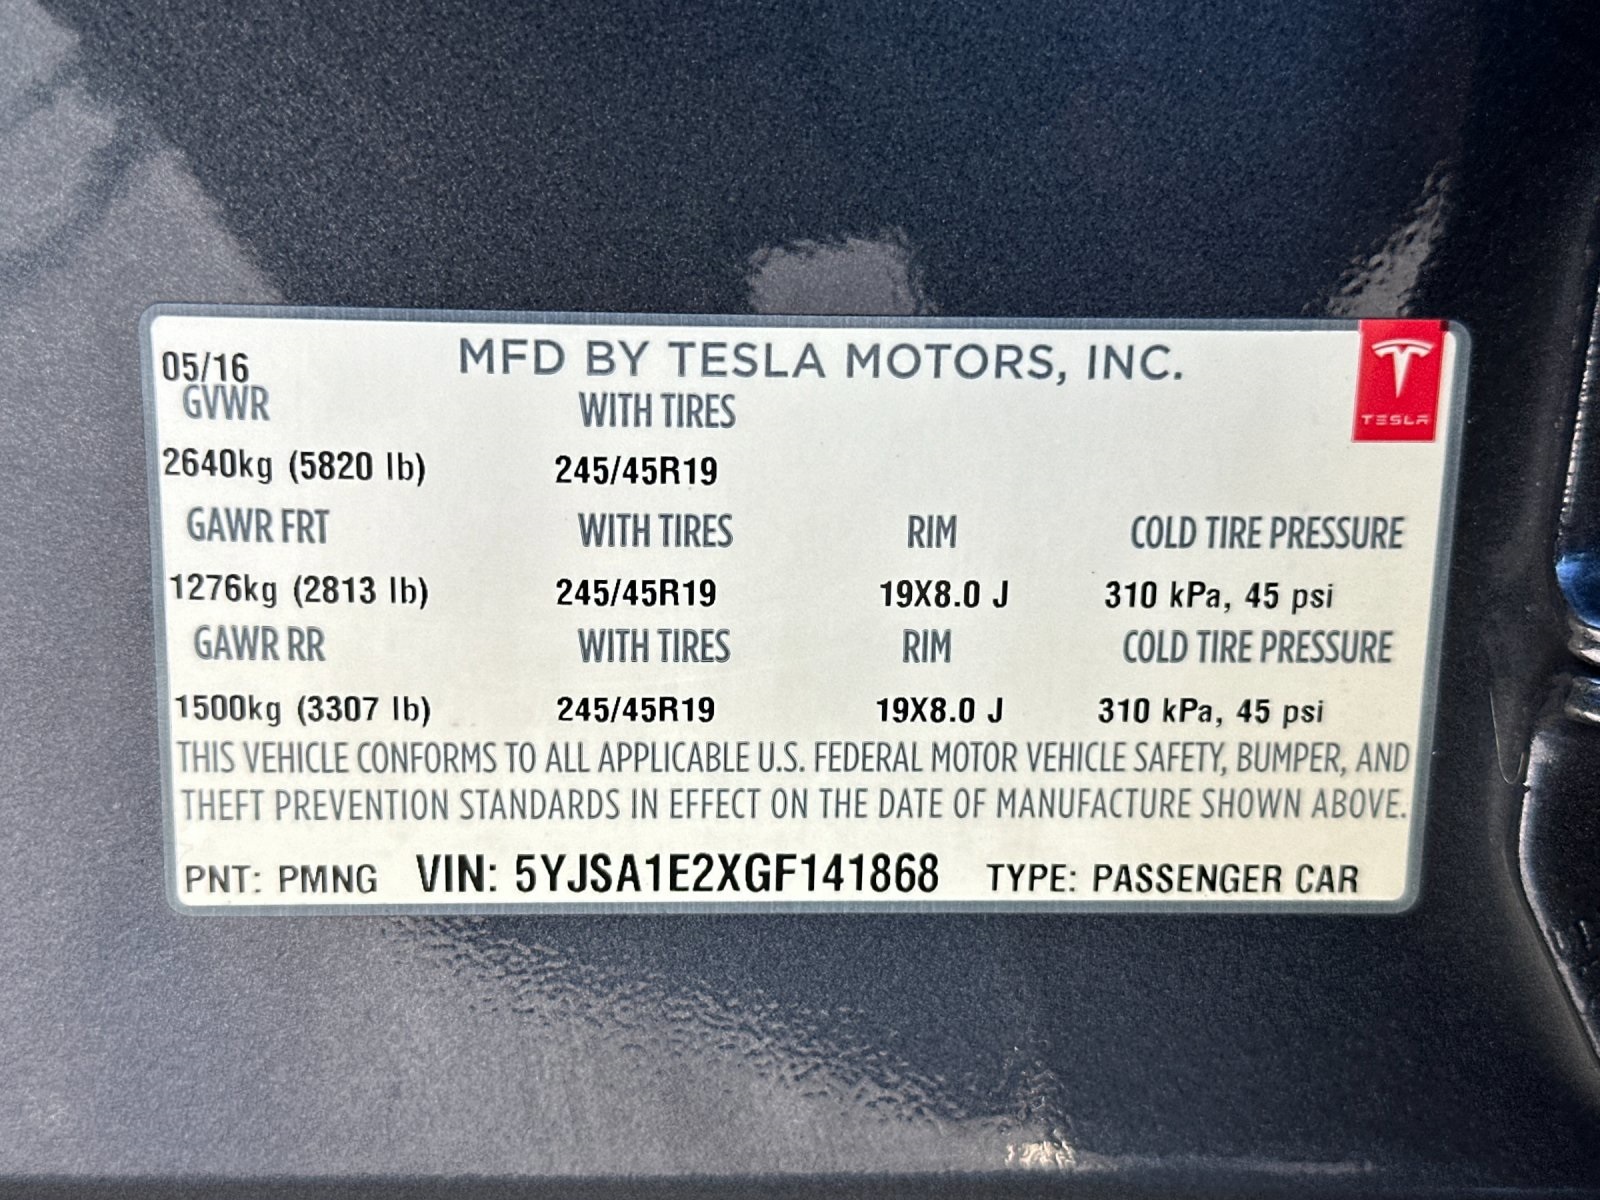 05/16 MFD BY TESLA MOTORS, INC.
TESLA
GVWR WITH TIRES
2640kg (5820 lb) 245/45R19
GAWR FRT WITH TIRES RIM COLD TIRE PRESSURE
1276kg (2813 lb) 245/45R19 19X8.0 J 310 kPa, 45 psi
GAWR RR WITH TIRES RIM COLD TIRE PRESSURE
1500kg (3307 lb) 245/45R19 19X8.0 J 310 kPa, 45 psi
THIS VEHICLE CONFORMS TO ALL APPLICABLE U.S. FEDERAL MOTOR VEHICLE SAFETY, BUMPER, AND
THEFT PREVENTION STANDARDS IN EFFECT ON THE DATE OF MANUFACTURE SHOWN ABOVE.
PNT: PMNG VIN: 5YJSA1E2XGF141868 TYPE: PASSENGER CAR